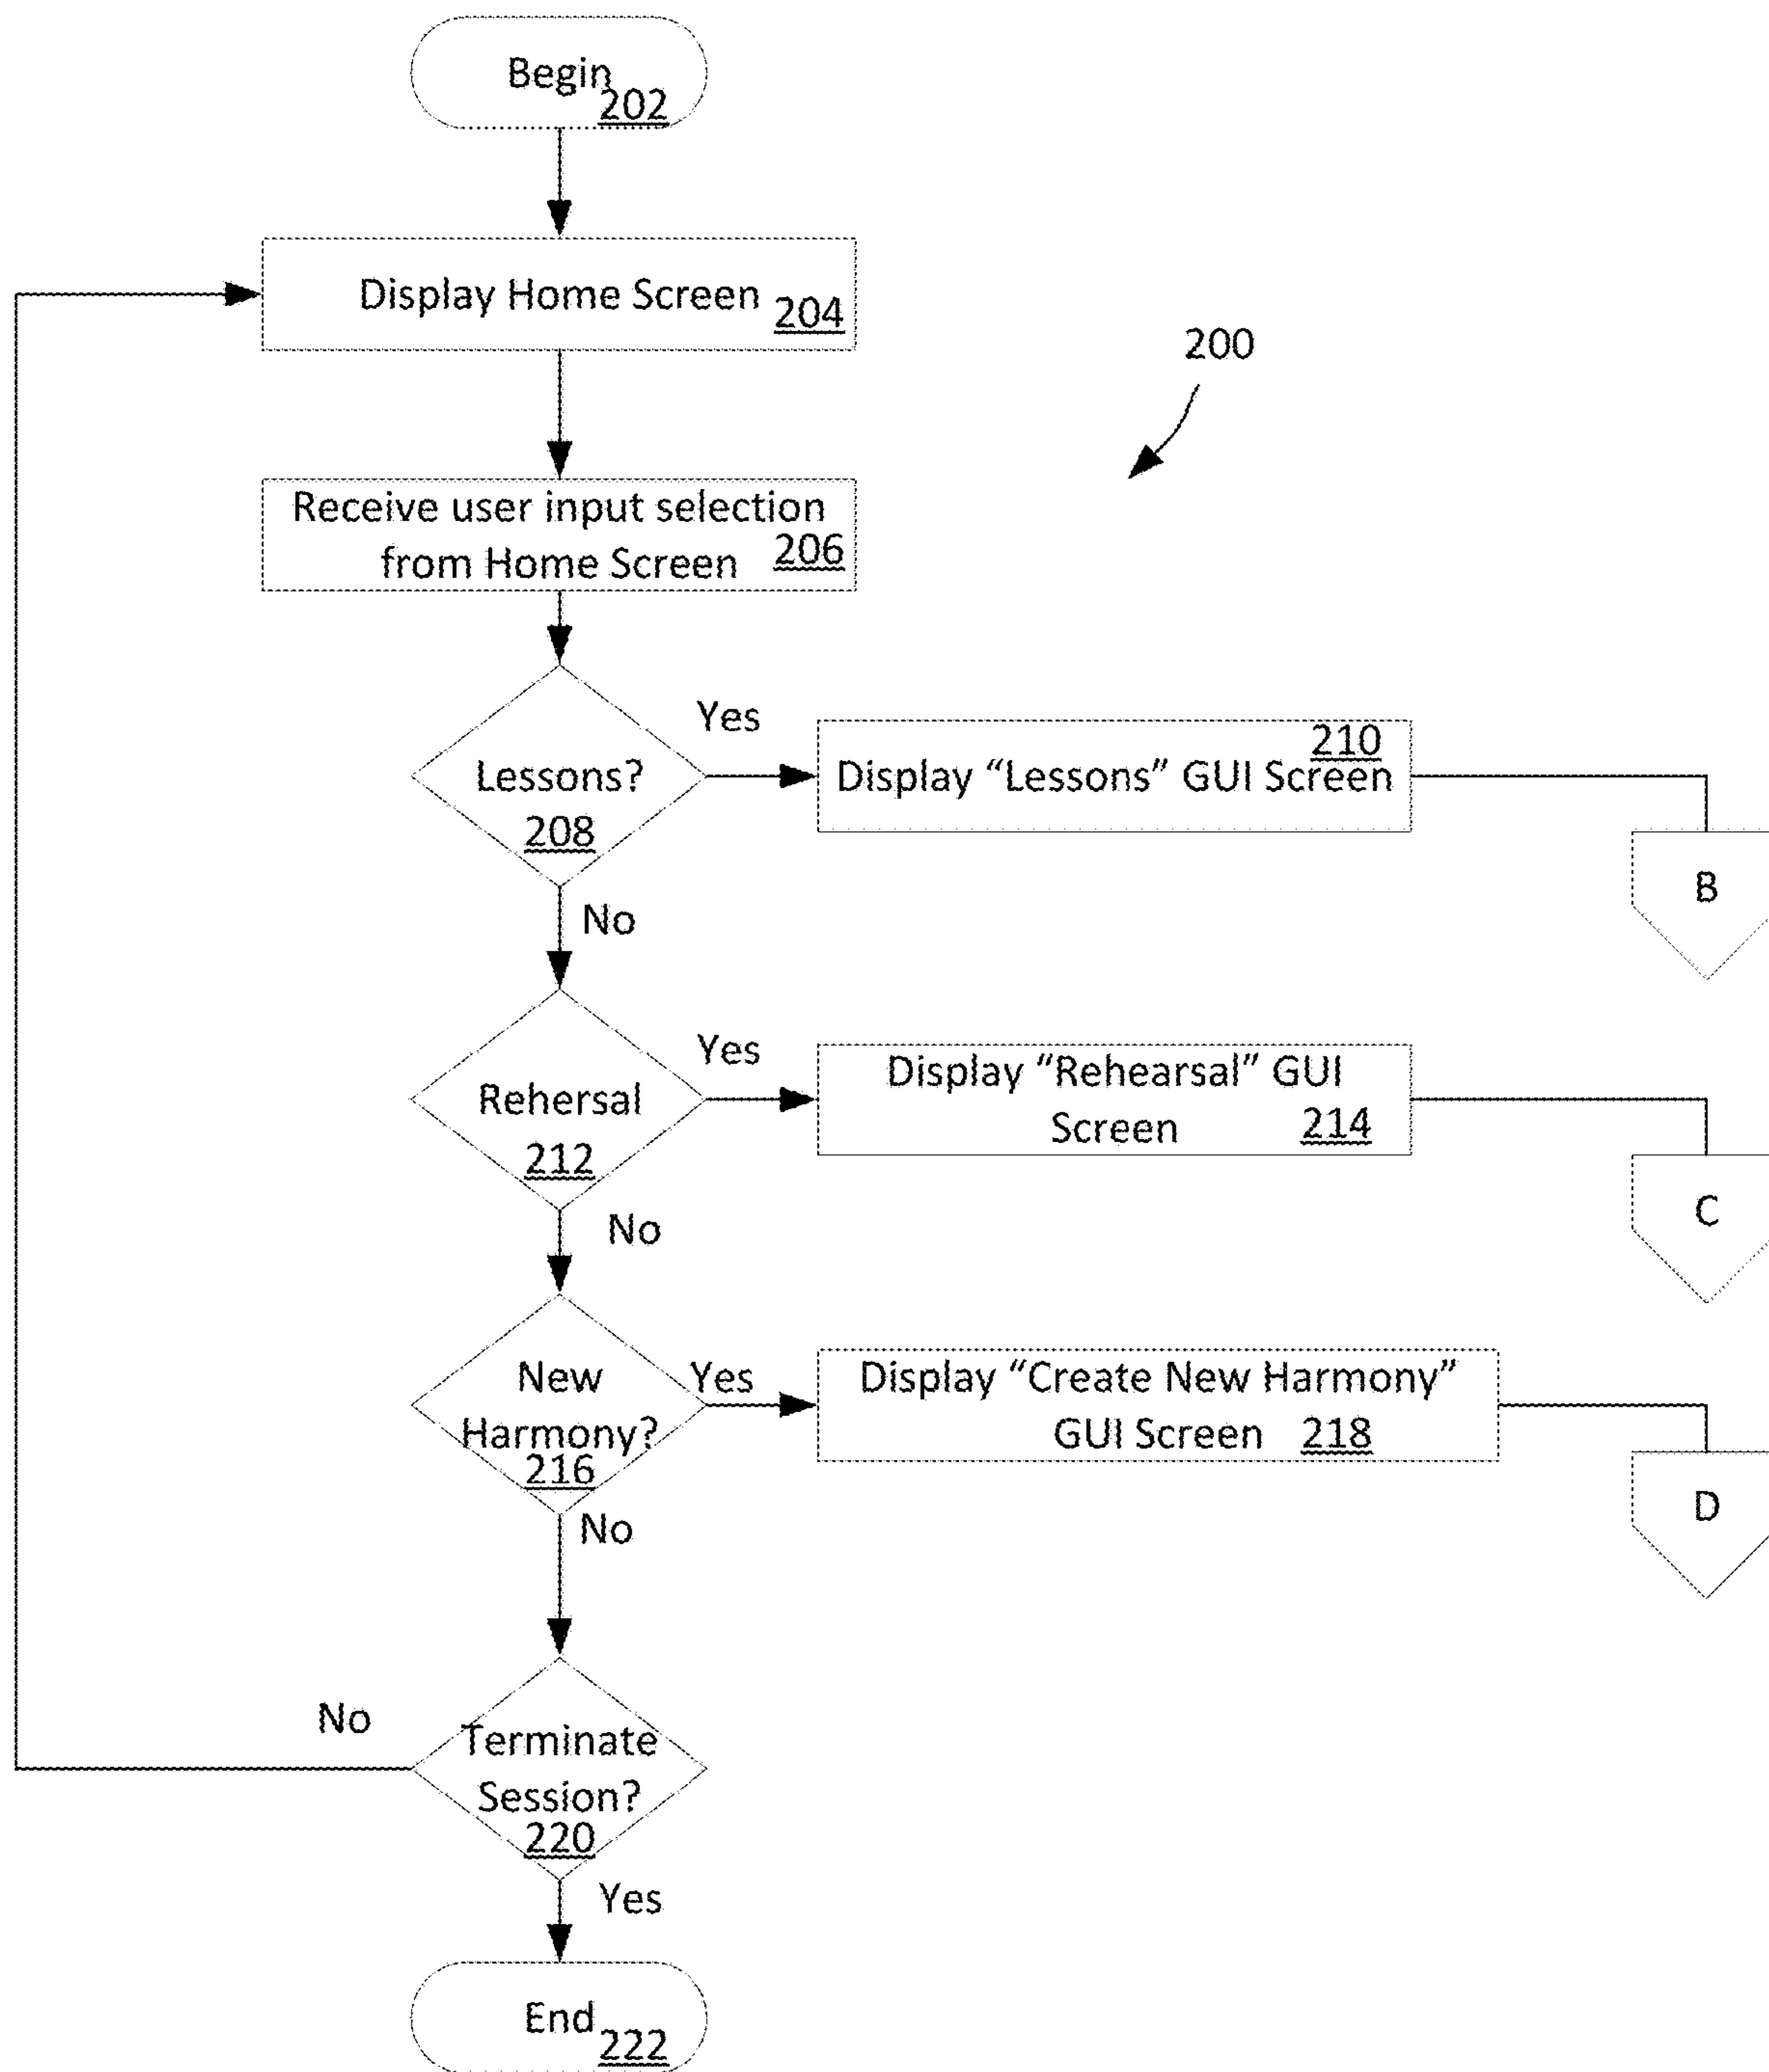 Begin
202
Display Home Screen
204
200
Receive user input selection
from Home Screen 206
Lessons?
208
Yes
210
Display “Lessons” GUI Screen
B
No
Rehersal
212
Yes
Display “Rehearsal” GUI
Screen 214
C
No
New
Harmony?
216
Yes
Display “Create New Harmony”
GUI Screen 218
D
No
Terminate
Session?
220
No
Yes
End
222